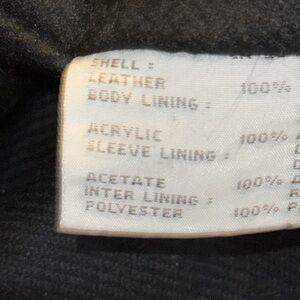 SHELL :
LEATHER 100%
BODY LINING :
ACRYLIC 100%
SLEEVE LINING :
ACETATE 100%
INTER LINING :
POLYESTER 100%